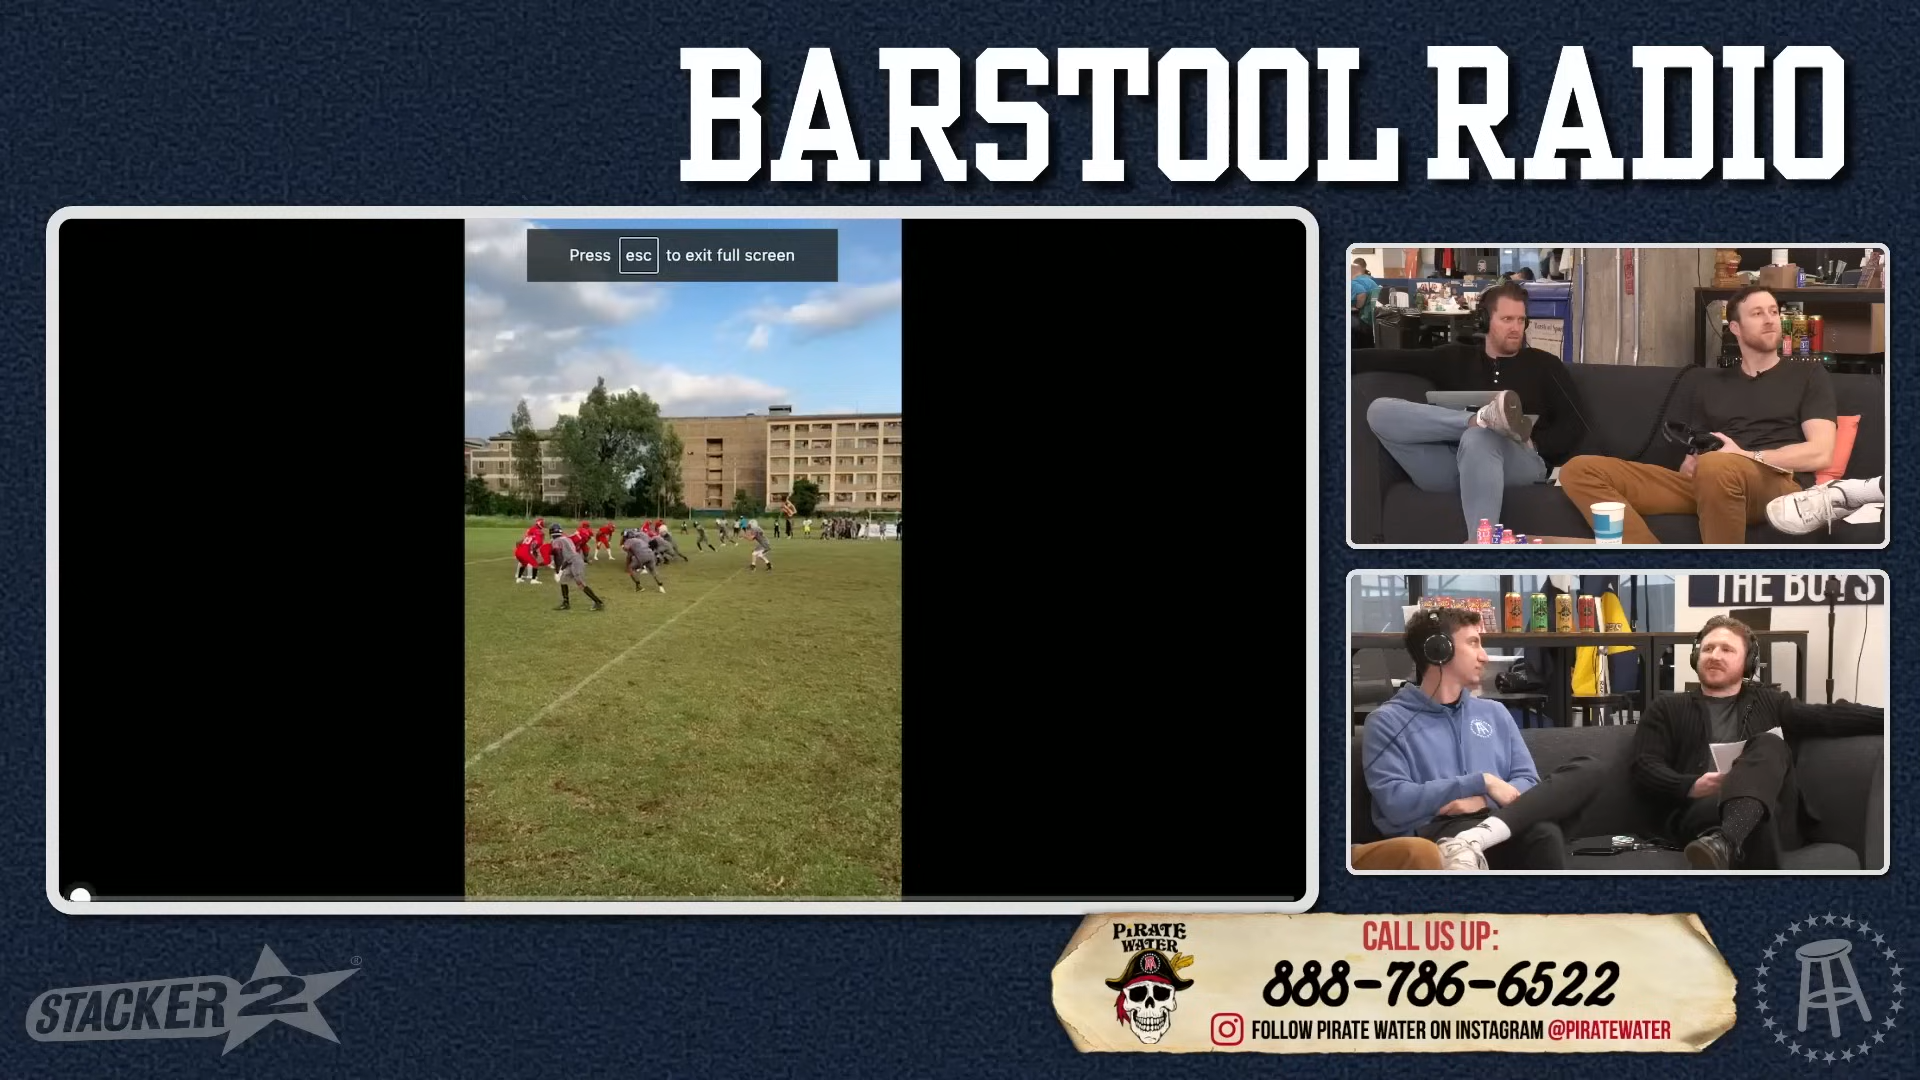 BARSTOOL RADIO
Press esc to exit full screen
THE BOYS
PiRATE
WATER
CALL US UP:
888-786-6522
FOLLOW PIRATE WATER ON INSTAGRAM @PIRATEWATER
STACKER 2®